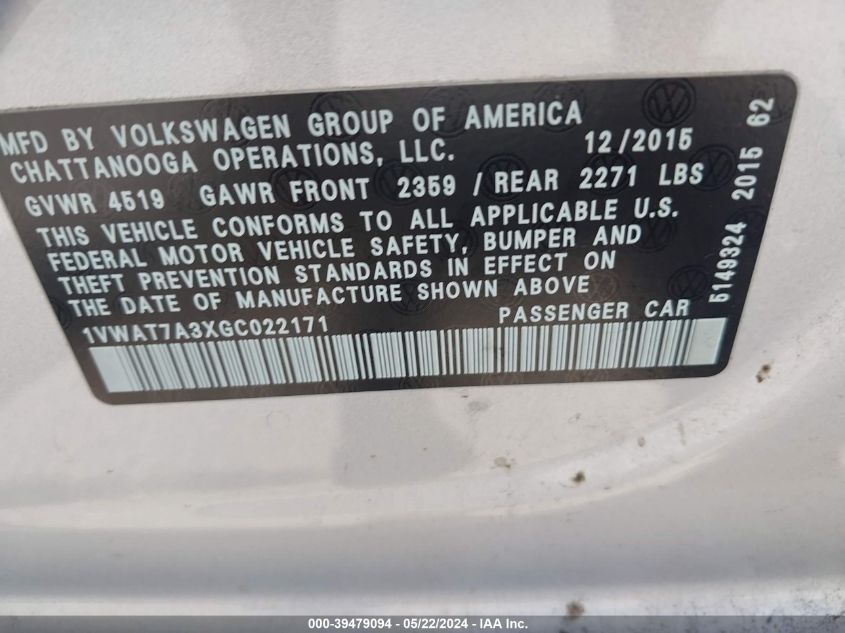 MFD BY VOLKSWAGEN GROUP OF AMERICA
CHATTANOOGA OPERATIONS, LLC. 12/2015
GVWR 4519 GAWR FRONT 2359 / REAR 2271 LBS
THIS VEHICLE CONFORMS TO ALL APPLICABLE U.S.
FEDERAL MOTOR VEHICLE SAFETY, BUMPER AND
THEFT PREVENTION STANDARDS IN EFFECT ON
THE DATE OF MANUFACTURE SHOWN ABOVE
1VWAT7A3XGC022171 PASSENGER CAR
5149324 2015 62
000-39479094 - 05/22/2024 - IAA Inc.